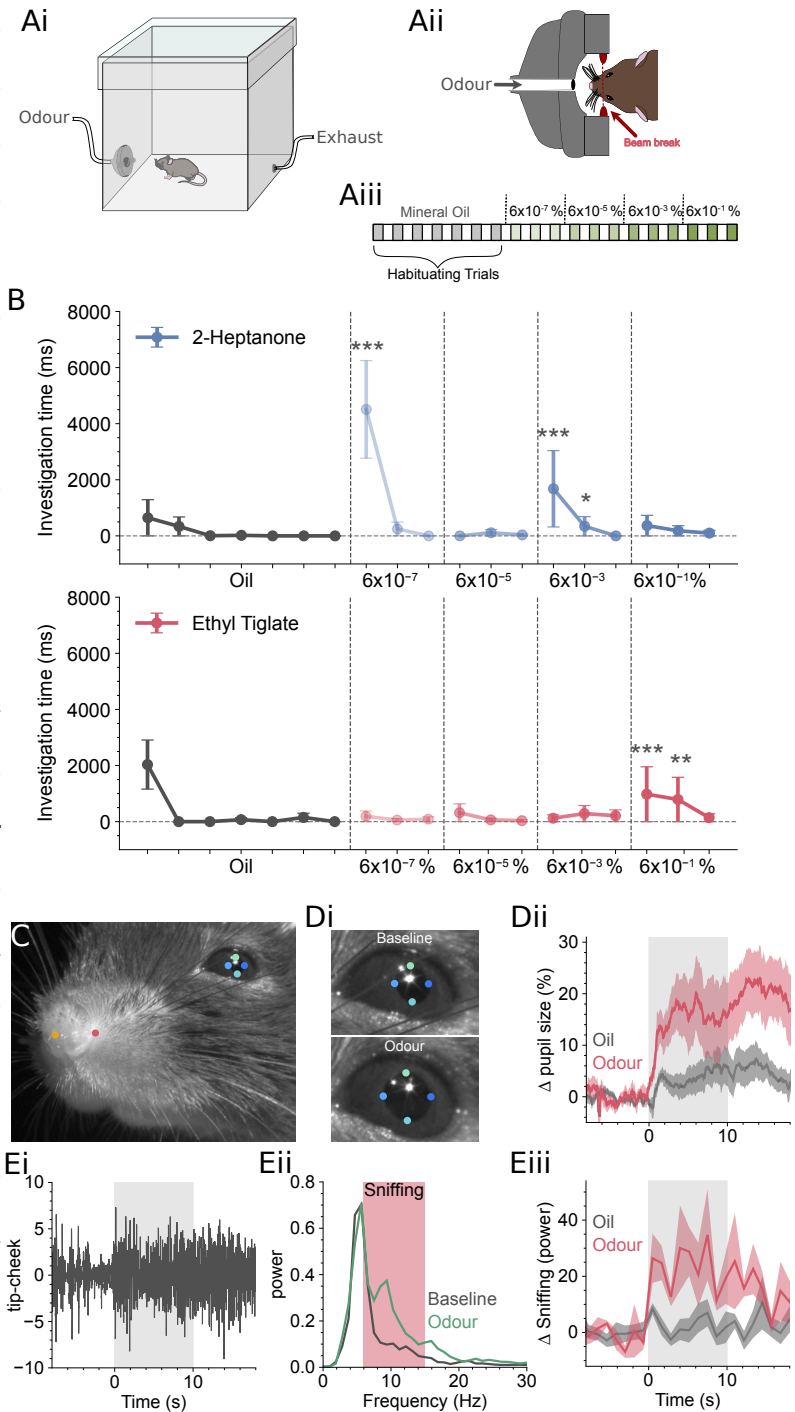 Ai
Odour
Exhaust
Aii
Odour
Beam break
Aiii
Mineral Oil
6x10⁻⁷ %
6x10⁻⁵ %
6x10⁻³ %
6x10⁻¹ %
Habituating Trials
B
2-Heptanone
Investigation time (ms)
8000
6000
4000
2000
0
***
***
*
Oil
6x10⁻⁷
6x10⁻⁵
6x10⁻³
6x10⁻¹%
Ethyl Tiglate
Investigation time (ms)
8000
6000
4000
2000
0
***
**
Oil
6x10⁻⁷ %
6x10⁻⁵ %
6x10⁻³ %
6x10⁻¹ %
C
Di
Baseline
Odour
Dii
Δ pupil size (%)
30
20
10
0
Oil
Odour
0
10
Ei
tip-cheek
10
5
0
−5
−10
0
10
Time (s)
Eii
Sniffing
power
0.8
0.6
0.4
0.2
0.0
Baseline
Odour
0
10
20
30
Frequency (Hz)
Eiii
Δ Sniffing (power)
40
20
0
Oil
Odour
0
10
Time (s)